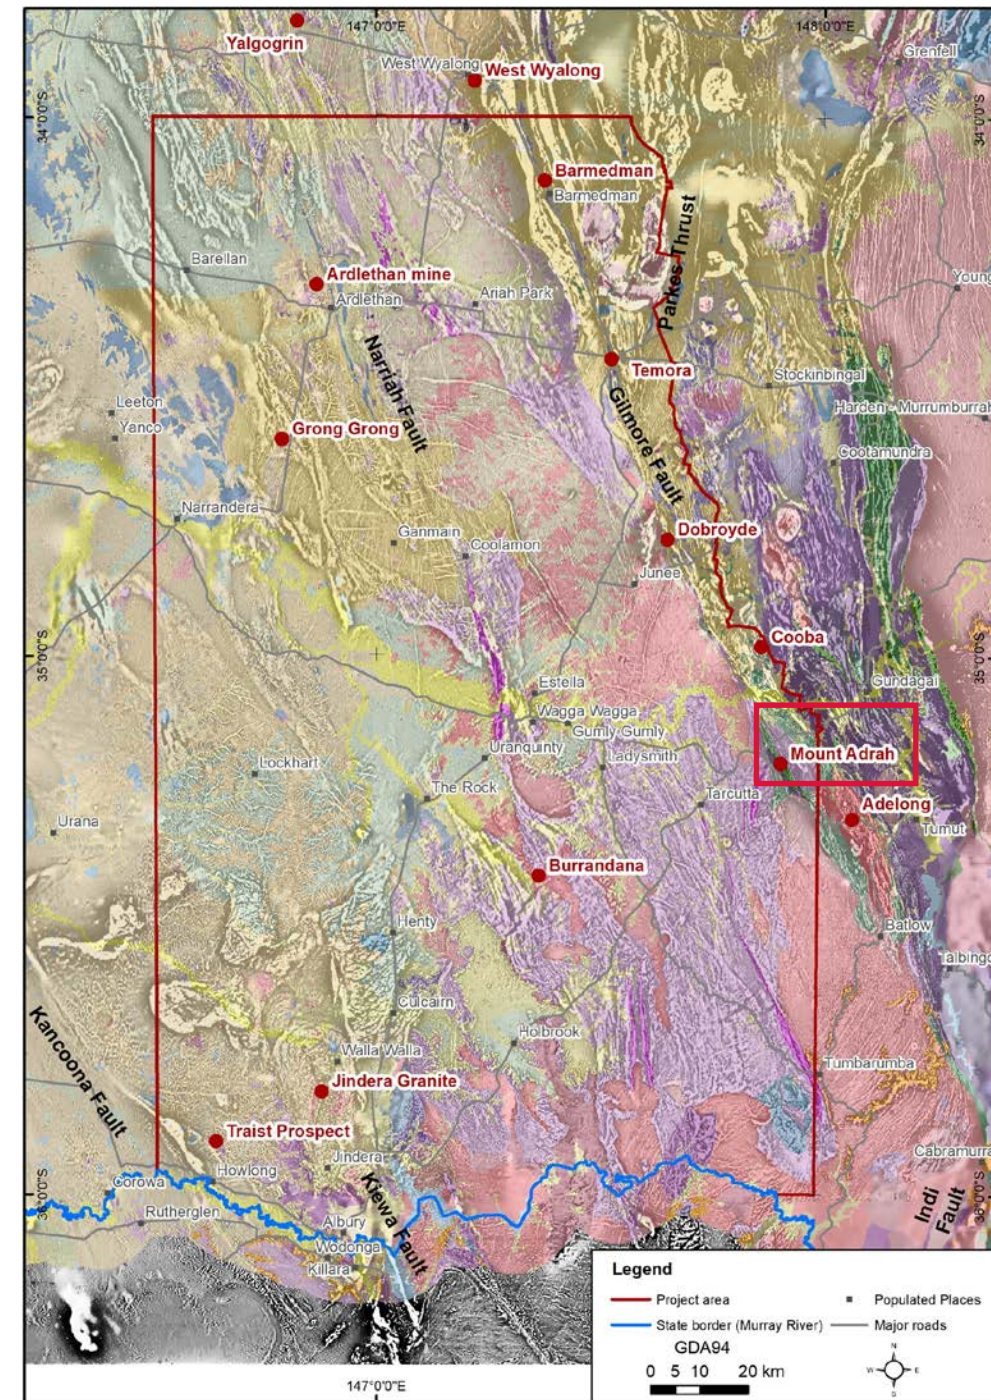 147°0'0"E
148°0'0"E
Yalgogrin
West Wyalong
West Wyalong
Grenfell
34°0'0"S
34°0'0"S
Barmedman
Barmedman
Parkes Thrust
Barellan
Ardlethan mine
Ardlethan
Ariah Park
Young
Narriah Fault
Temora
Stockinbingal
Gilmore Fault
Leeton
Yanco
Grong Grong
Harden - Murrumburrah
Cootamundra
Narrandera
Ganmain
Coolamon
Dobroyde
Junee
Cooba
35°0'0"S
35°0'0"S
Estella
Gundagai
Wagga Wagga
Gumly Gumly
Uranquinty
Ladysmith
Mount Adrah
Lockhart
The Rock
Tarcutta
Adelong
Urana
Tumut
Burrandana
Henty
Batlow
Talbingo
Culcairn
Kancoona Fault
Holbrook
Walla Walla
Tumbarumba
Jindera Granite
Traist Prospect
Jindera
Howlong
Cabramurra
Corowa
Kiewa Fault
Indi
Fault
36°0'0"S
36°0'0"S
Rutherglen
Albury
Wodonga
Killara
Legend
Project area
Populated Places
State border (Murray River)
Major roads
GDA94
0 5 10 20 km
N
W E
S
147°0'0"E